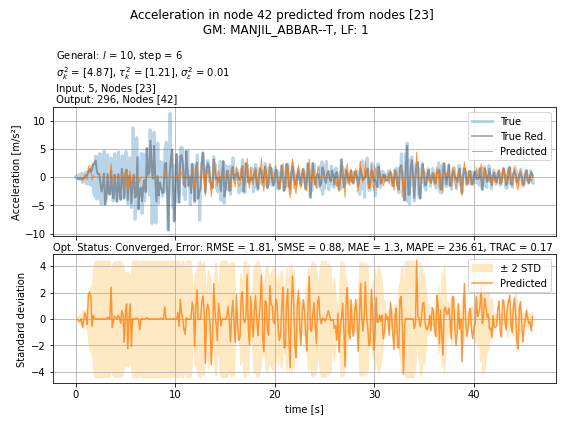 Acceleration in node 42 predicted from nodes [23]
GM: MANJIL_ABBAR--T, LF: 1
General: l = 10, step = 6
σ²ₖ = [4.87], τ²ₖ = [1.21], σ²ε = 0.01
Input: 5, Nodes [23]
Output: 296, Nodes [42]
Acceleration [m/s²]
10
5
0
−5
−10
True
True Red.
Predicted
Opt. Status: Converged, Error: RMSE = 1.81, SMSE = 0.88, MAE = 1.3, MAPE = 236.61, TRAC = 0.17
Standard deviation
4
2
0
−2
−4
± 2 STD
Predicted
0 10 20 30 40
time [s]